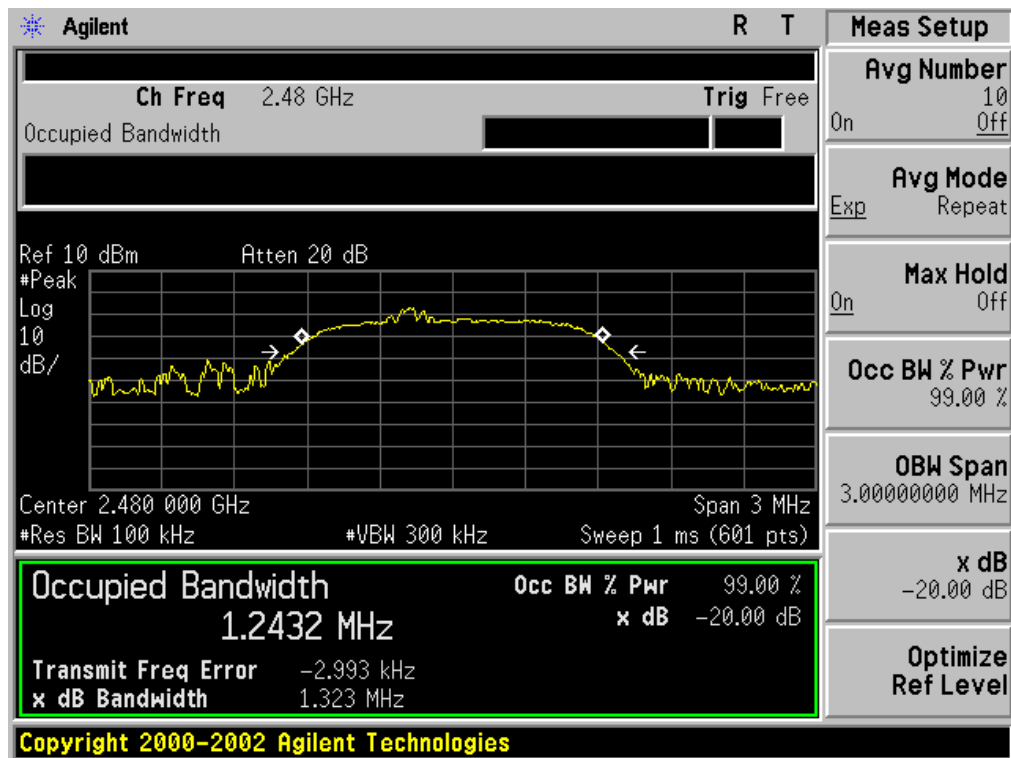 Agilent R T
Ch Freq 2.48 GHz Trig Free
Occupied Bandwidth
Ref 10 dBm Atten 20 dB
#Peak
Log
10
dB/
Center 2.480 000 GHz Span 3 MHz
#Res BW 100 kHz #VBW 300 kHz Sweep 1 ms (601 pts)
Occupied Bandwidth
1.2432 MHz
Occ BW % Pwr 99.00 %
x dB -20.00 dB
Transmit Freq Error -2.993 kHz
x dB Bandwidth 1.323 MHz
Copyright 2000-2002 Agilent Technologies
Meas Setup
Avg Number
10
On Off
Avg Mode
Exp Repeat
Max Hold
On Off
Occ BW % Pwr
99.00 %
OBW Span
3.00000000 MHz
x dB
-20.00 dB
Optimize
Ref Level